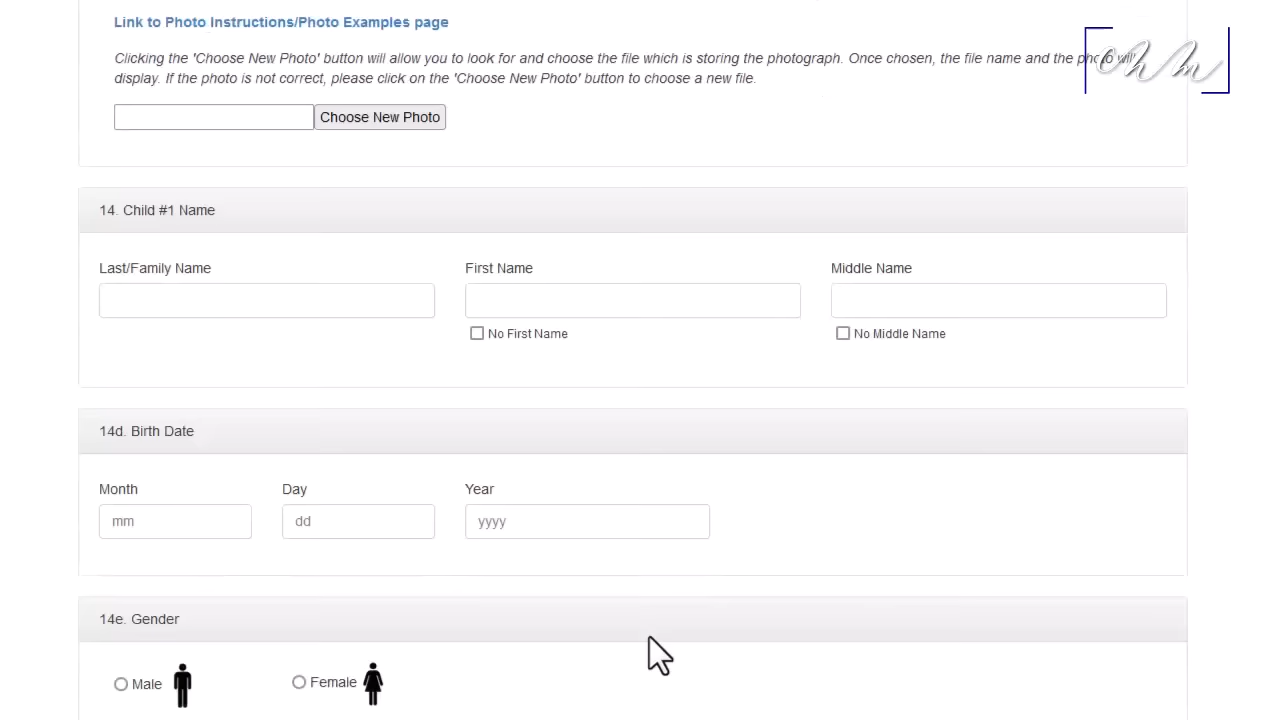 Link to Photo Instructions/Photo Examples page
Clicking the 'Choose New Photo' button will allow you to look for and choose the file which is storing the photograph. Once chosen, the file name and the photo will
display. If the photo is not correct, please click on the 'Choose New Photo' button to choose a new file.
Choose New Photo
14. Child #1 Name
Last/Family Name First Name Middle Name
No First Name No Middle Name
14d. Birth Date
Month Day Year
mm dd yyyy
14e. Gender
Male Female